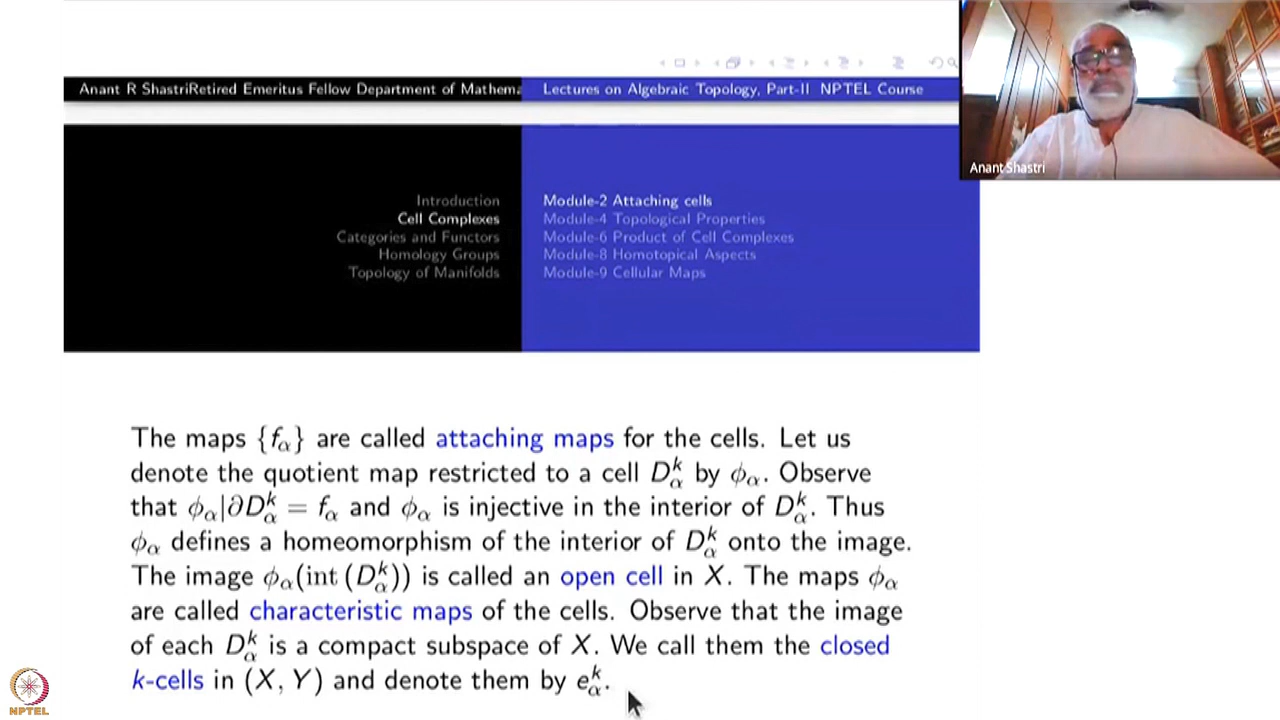 Anant R ShastriRetired Emeritus Fellow Department of Mathema
Lectures on Algebraic Topology, Part-II NPTEL Course
Introduction
Cell Complexes
Categories and Functors
Homology Groups
Topology of Manifolds
Module-2 Attaching cells
Module-4 Topological Properties
Module-6 Product of Cell Complexes
Module-8 Homotopical Aspects
Module-9 Cellular Maps
Anant Shastri
The maps {f_α} are called attaching maps for the cells. Let us
denote the quotient map restricted to a cell D^k_α by ϕ_α. Observe
that ϕ_α|∂D^k_α = f_α and ϕ_α is injective in the interior of D^k_α. Thus
ϕ_α defines a homeomorphism of the interior of D^k_α onto the image.
The image ϕ_α(int (D^k_α)) is called an open cell in X. The maps ϕ_α
are called characteristic maps of the cells. Observe that the image
of each D^k_α is a compact subspace of X. We call them the closed
k-cells in (X, Y) and denote them by e^k_α.
NPTEL